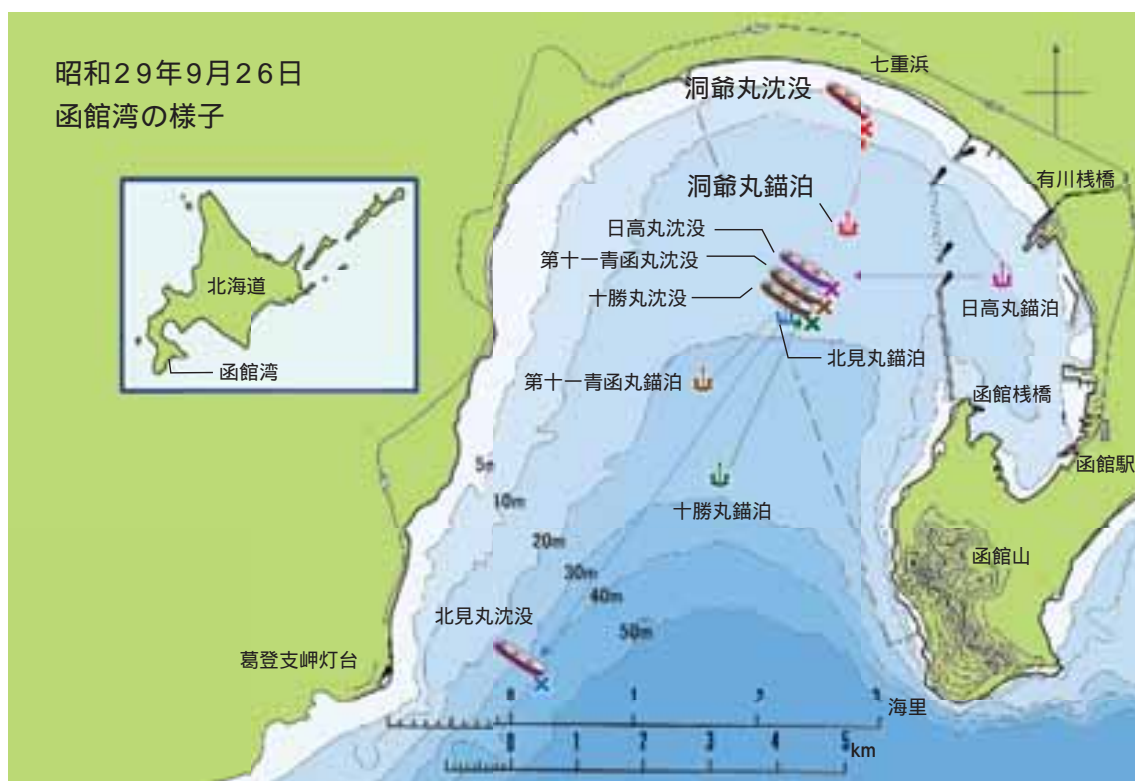 昭和29年9月26日
函館湾の様子
七重浜
洞爺丸沈没
有川桟橋
洞爺丸錨泊
日高丸沈没
第十一青函丸沈没
十勝丸沈没
北海道
函館湾
日高丸錨泊
北見丸錨泊
第十一青函丸錨泊
函館桟橋
函館駅
5m
10m
十勝丸錨泊
20m
函館山
30m
40m
50m
北見丸沈没
葛登支岬灯台
0 1 2 3 海里
0 1 2 3 4 5 km